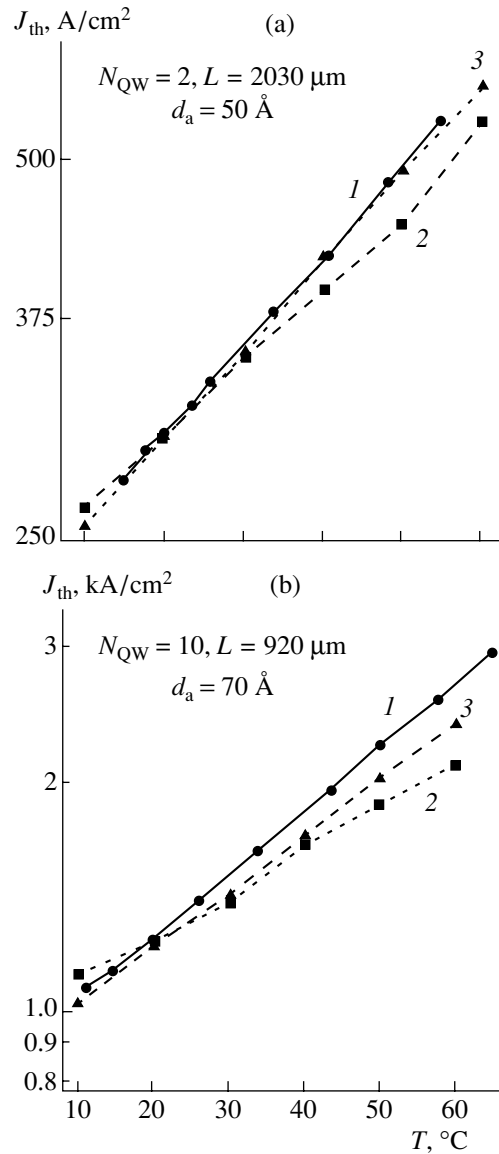 J_th, A/cm²
(a)
N_QW = 2, L = 2030 μm
d_a = 50 Å
3
500
1
2
375
250
J_th, kA/cm²
(b)
3
N_QW = 10, L = 920 μm
d_a = 70 Å
1
3
2
2
1.0
0.9
0.8
10 20 30 40 50 60
T, °C